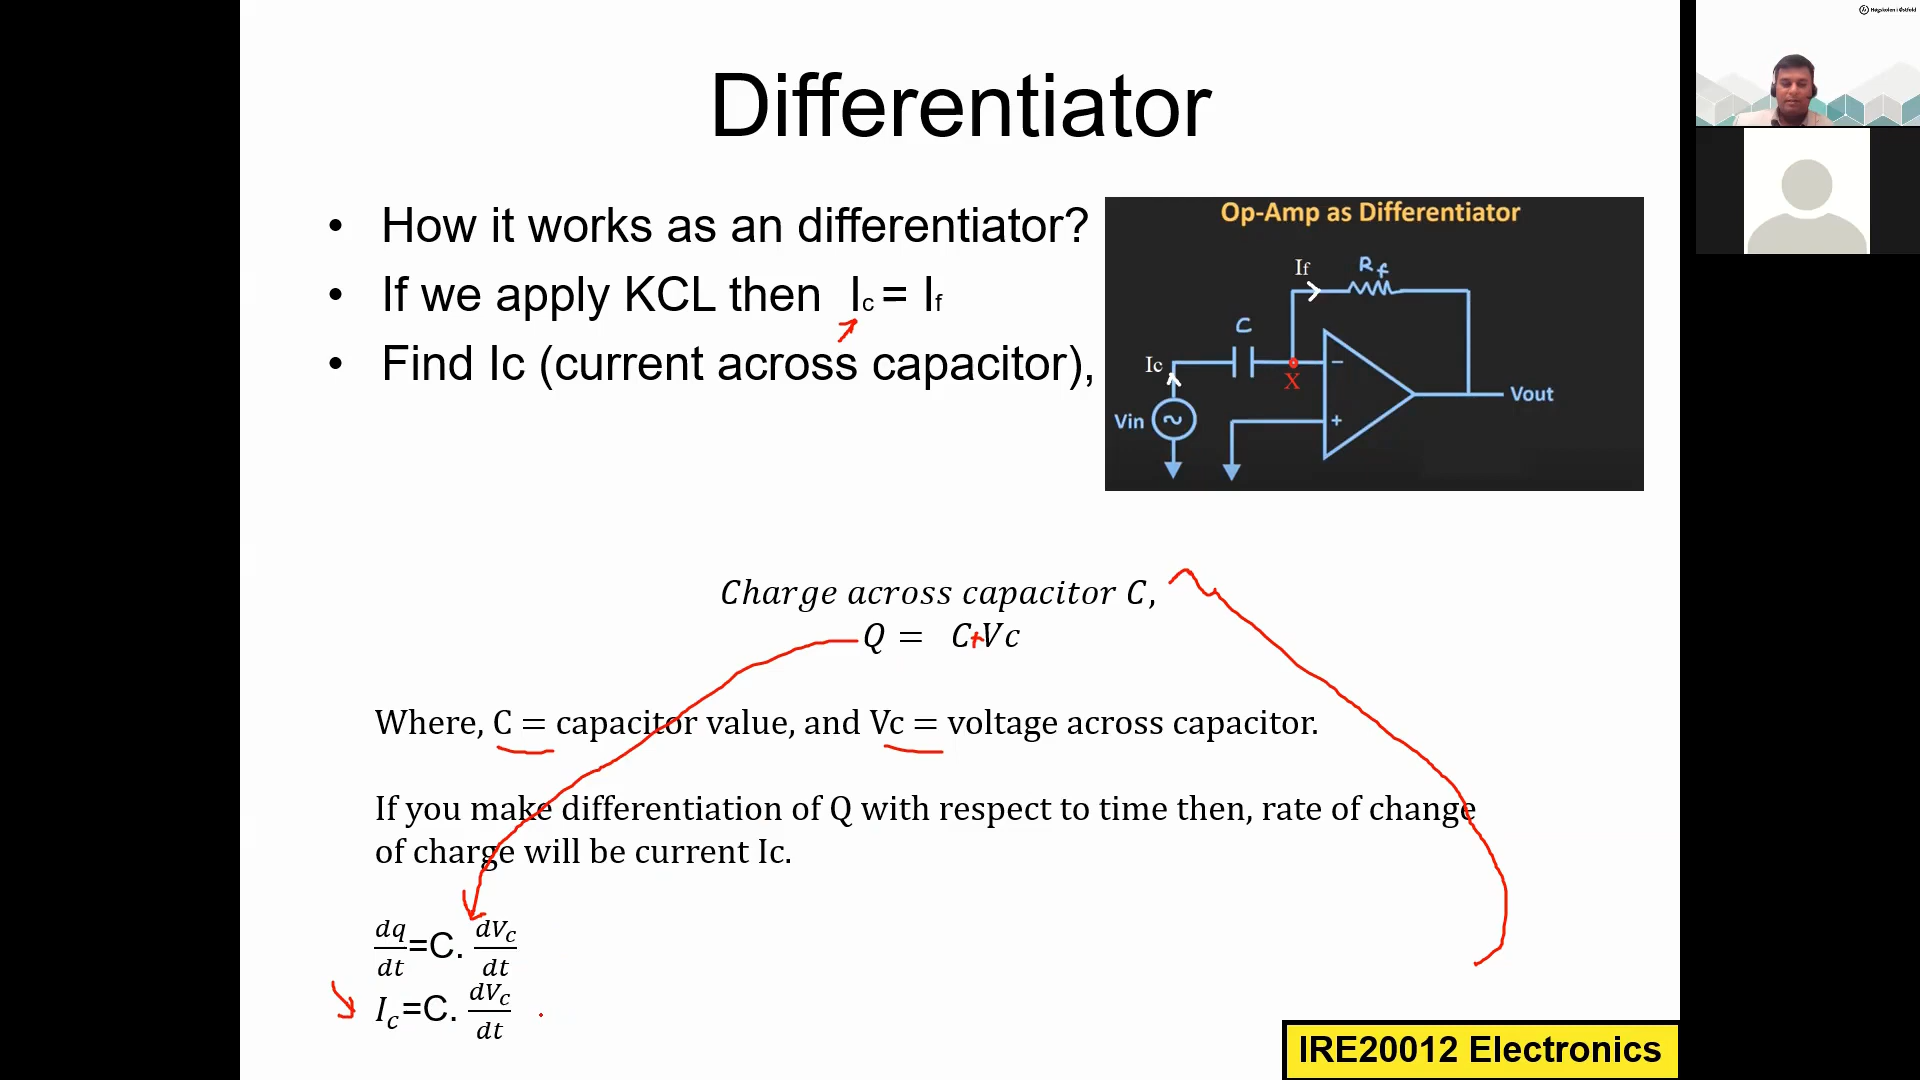 Høgskolen i Østfold
Differentiator
• How it works as an differentiator?
• If we apply KCL then Ic = If
• Find Ic (current across capacitor),
Op-Amp as Differentiator
If Rf
C
Ic
X
−
+
Vin
Vout
Charge across capacitor C,
Q = C+Vc
Where, C = capacitor value, and Vc = voltage across capacitor.
If you make differentiation of Q with respect to time then, rate of change
of charge will be current Ic.
dq/dt=C. dVc/dt
Ic=C. dVc/dt
IRE20012 Electronics